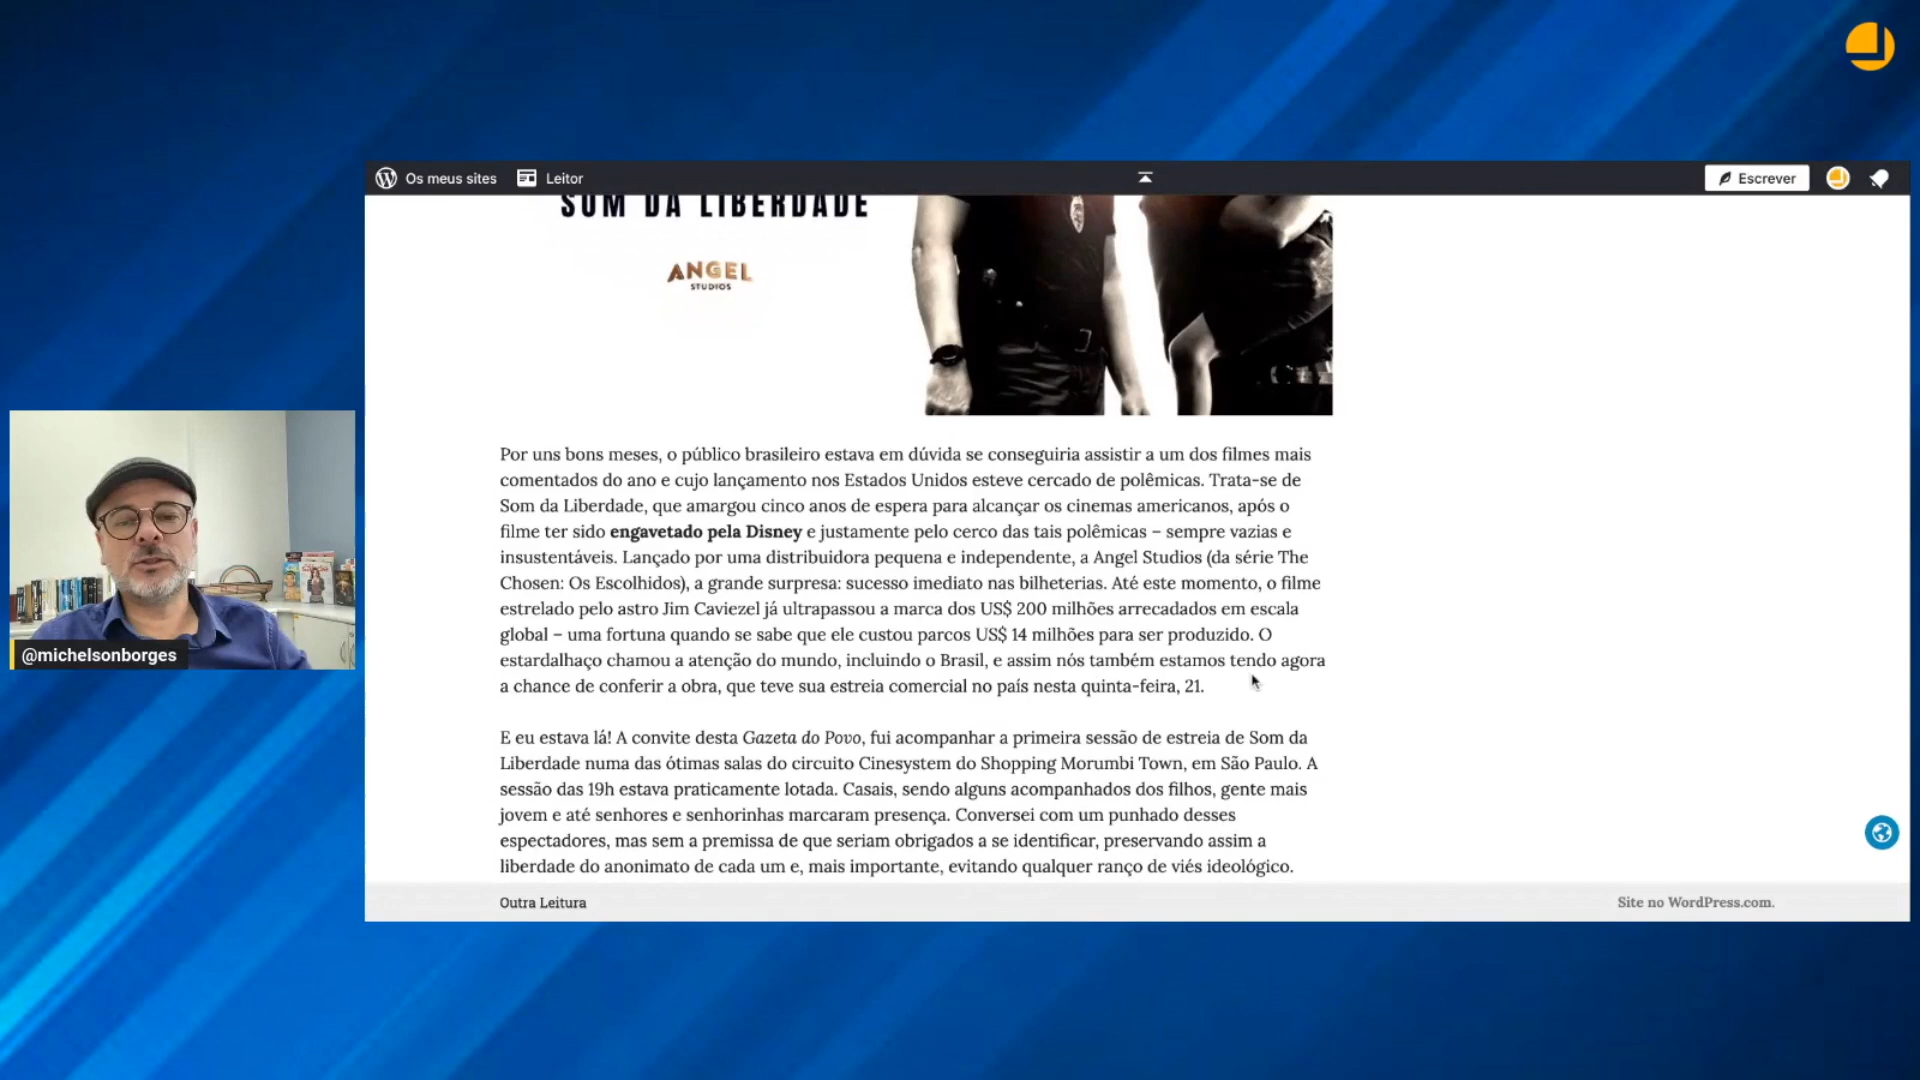 Os meus sites
Leitor
Escrever
SOM DA LIBERDADE
ANGEL
STUDIOS
Por uns bons meses, o público brasileiro estava em dúvida se conseguiria assistir a um dos filmes mais
comentados do ano e cujo lançamento nos Estados Unidos esteve cercado de polêmicas. Trata-se de
Som da Liberdade, que amargou cinco anos de espera para alcançar os cinemas americanos, após o
filme ter sido engavetado pela Disney e justamente pelo cerco das tais polêmicas – sempre vazias e
insustentáveis. Lançado por uma distribuidora pequena e independente, a Angel Studios (da série The
Chosen: Os Escolhidos), a grande surpresa: sucesso imediato nas bilheterias. Até este momento, o filme
estrelado pelo astro Jim Caviezel já ultrapassou a marca dos US$ 200 milhões arrecadados em escala
global – uma fortuna quando se sabe que ele custou parcos US$ 14 milhões para ser produzido. O
estardalhaço chamou a atenção do mundo, incluindo o Brasil, e assim nós também estamos tendo agora
a chance de conferir a obra, que teve sua estreia comercial no país nesta quinta-feira, 21.
E eu estava lá! A convite desta Gazeta do Povo, fui acompanhar a primeira sessão de estreia de Som da
Liberdade numa das ótimas salas do circuito Cinesystem do Shopping Morumbi Town, em São Paulo. A
sessão das 19h estava praticamente lotada. Casais, sendo alguns acompanhados dos filhos, gente mais
jovem e até senhores e senhorinhas marcaram presença. Conversei com um punhado desses
espectadores, mas sem a premissa de que seriam obrigados a se identificar, preservando assim a
liberdade do anonimato de cada um e, mais importante, evitando qualquer ranço de viés ideológico.
Outra Leitura
Site no WordPress.com.
@michelsonborges